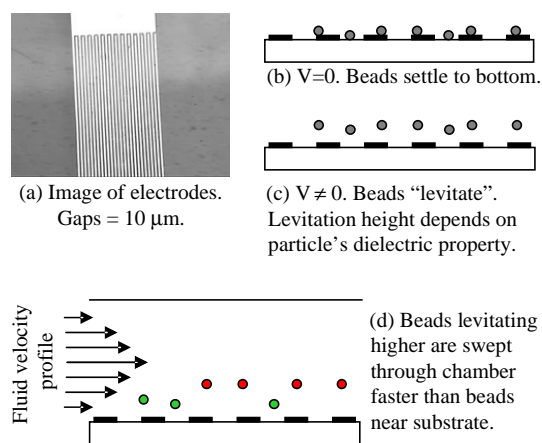 (a) Image of electrodes.
Gaps = 10 μm.
(b) V=0. Beads settle to bottom.
(c) V ≠ 0. Beads “levitate”.
Levitation height depends on
particle’s dielectric property.
Fluid velocity
profile
(d) Beads levitating
higher are swept
through chamber
faster than beads
near substrate.